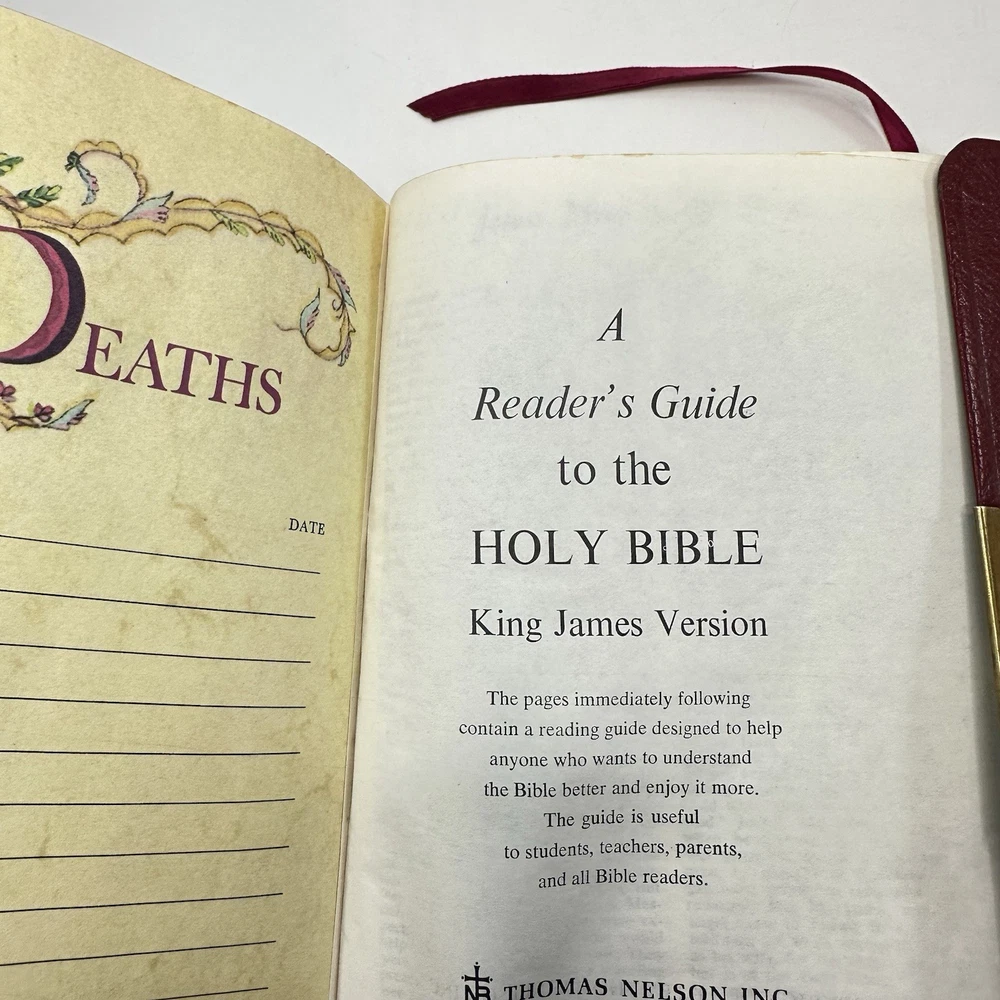 DEATHS
DATE
A
Reader's Guide
to the
HOLY BIBLE
King James Version
The pages immediately following
contain a reading guide designed to help
anyone who wants to understand
the Bible better and enjoy it more.
The guide is useful
to students, teachers, parents,
and all Bible readers.
THOMAS NELSON INC.